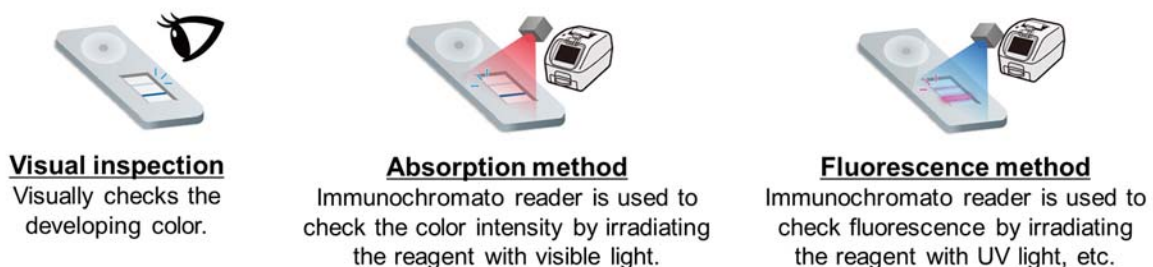 Visual inspection
Visually checks the
developing color.
Absorption method
Immunochromato reader is used to
check the color intensity by irradiating
the reagent with visible light.
Fluorescence method
Immunochromato reader is used to
check fluorescence by irradiating
the reagent with UV light, etc.